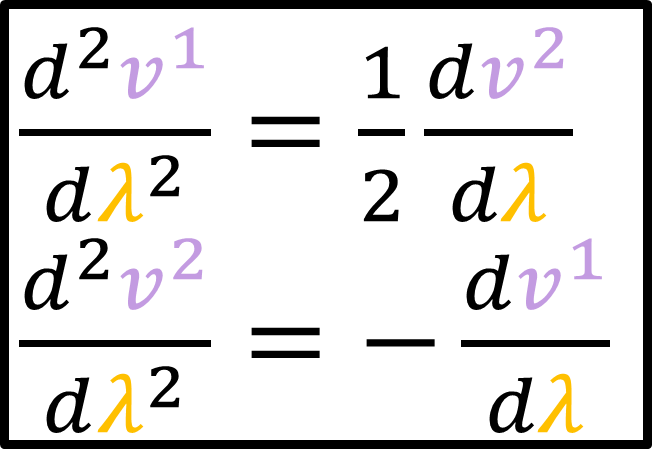 d²v¹/dλ² = 1/2 dv²/dλ
d²v²/dλ² = − dv¹/dλ